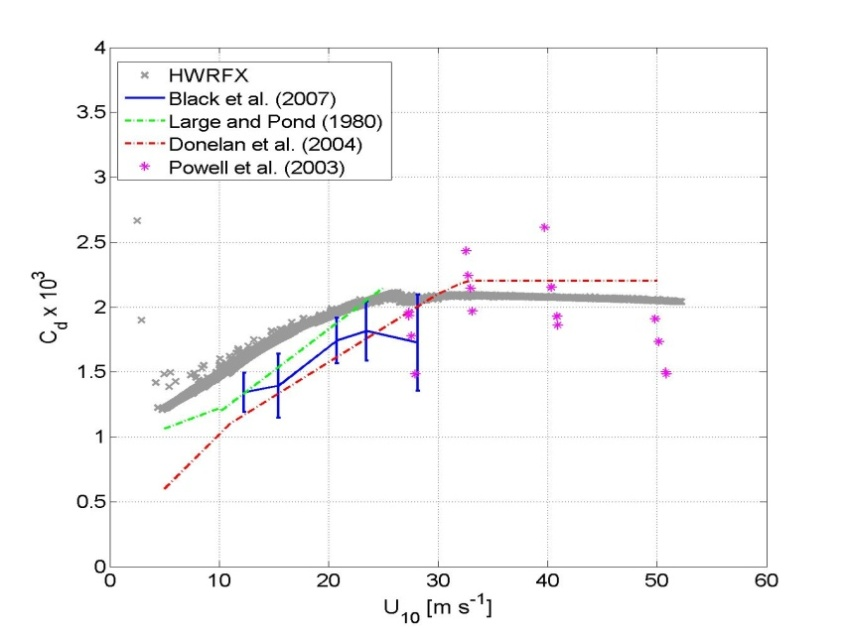 4
3.5
3
2.5
2
1.5
1
0.5
0
HWRFX
Black et al. (2007)
Large and Pond (1980)
Donelan et al. (2004)
Powell et al. (2003)
C_d x 10^3
0 10 20 30 40 50 60
U_10 [m s^-1]